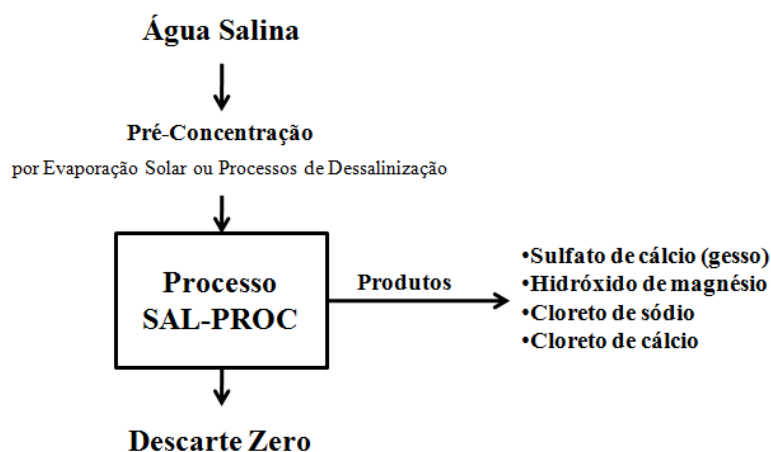 Água Salina
Pré-Concentração
por Evaporação Solar ou Processos de Dessalinização
Processo
SAL-PROC
Produtos
•Sulfato de cálcio (gesso)
•Hidróxido de magnésio
•Cloreto de sódio
•Cloreto de cálcio
Descarte Zero